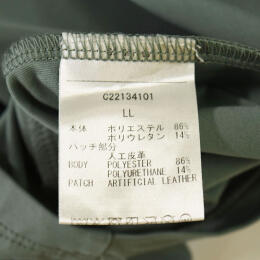 C22134101
LL
本体 ポリエステル 86%
ポリウレタン 14%
ハッチ部分
人工皮革
BODY POLYESTER 86%
POLYURETHANE 14%
PATCH ARTIFICIAL LEATHER